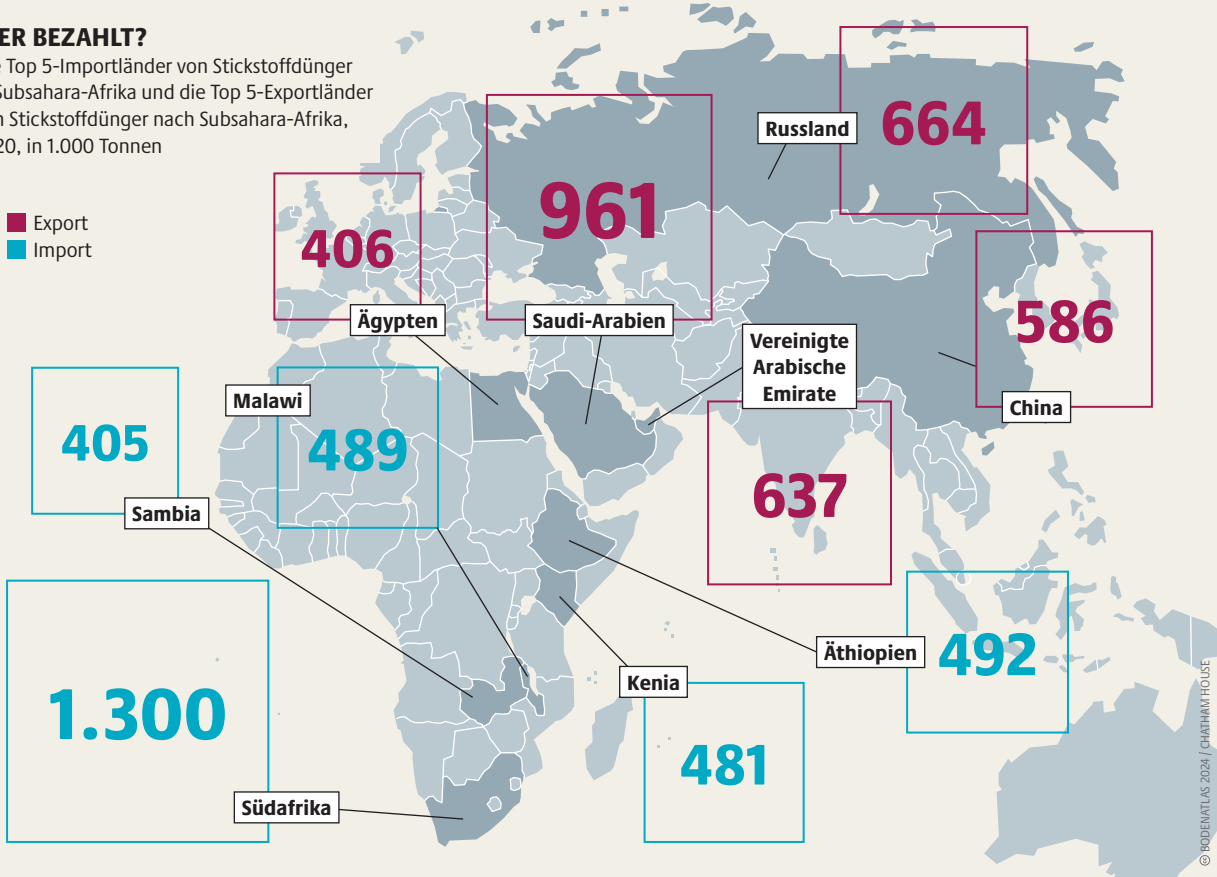 ER BEZAHLT?
e Top 5-Importländer von Stickstoffdünger
Subsahara-Afrika und die Top 5-Exportländer
n Stickstoffdünger nach Subsahara-Afrika,
20, in 1.000 Tonnen
Export
Import
Russland
664
961
406
Ägypten
Saudi-Arabien
Vereinigte
Arabische
Emirate
586
China
Malawi
405
489
637
Sambia
Äthiopien
492
Kenia
1.300
481
Südafrika
BODENATLAS 2024 / CHATHAM HOUSE